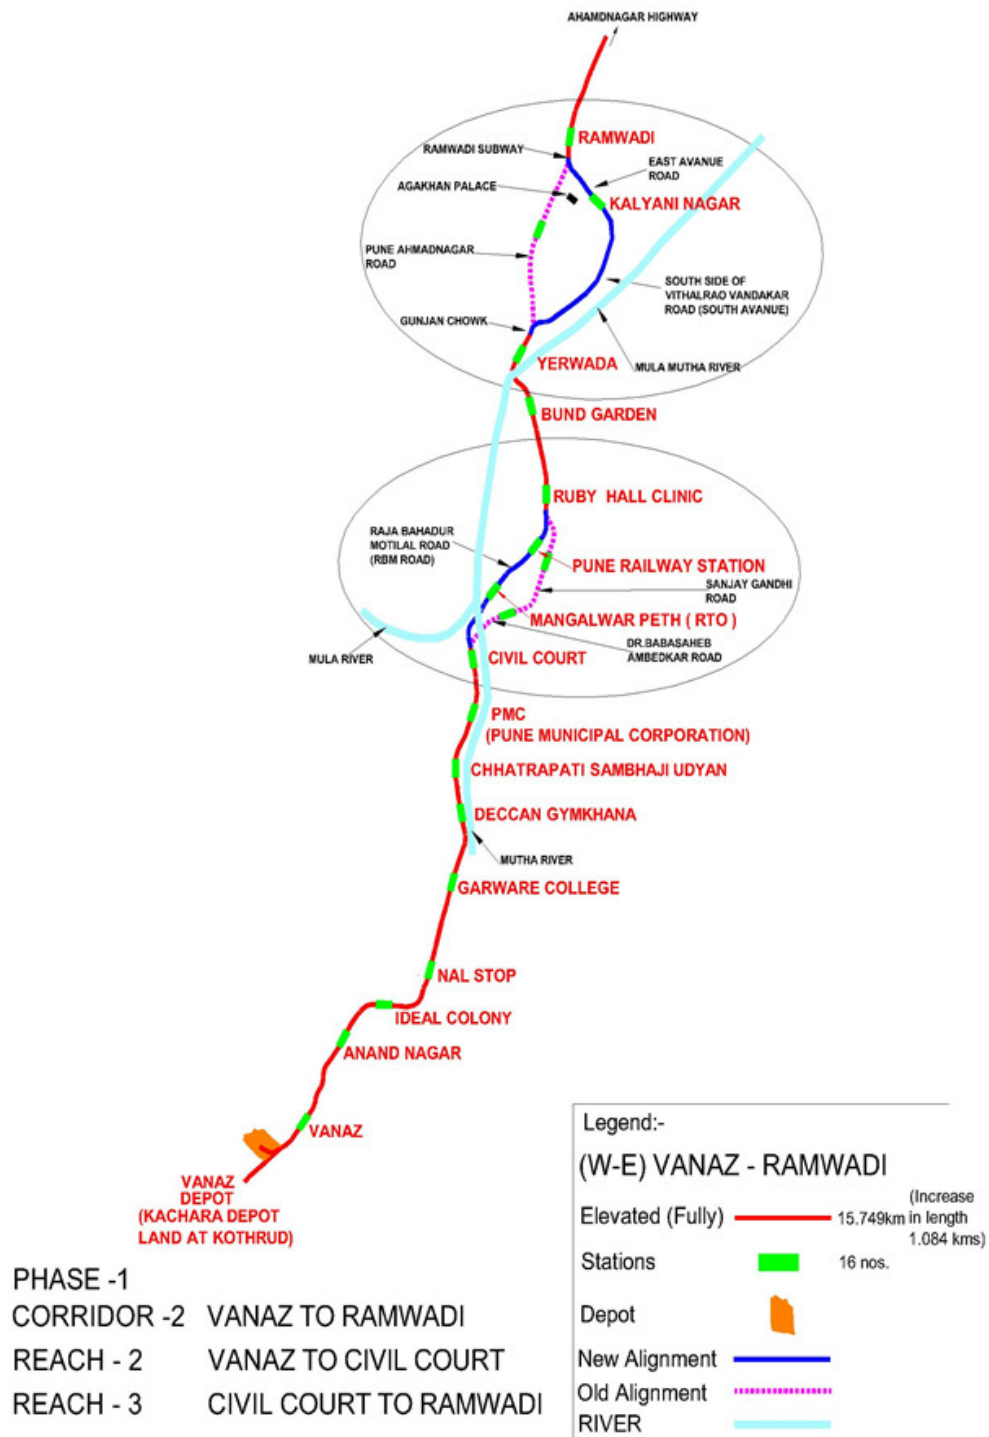 AHAMDNAGAR HIGHWAY
RAMWADI
RAMWADI SUBWAY
EAST AVANUE
ROAD
AGAKHAN PALACE
KALYANI NAGAR
PUNE AHMADNAGAR
ROAD
SOUTH SIDE OF
VITHALRAO VANDAKAR
ROAD (SOUTH AVANUE)
GUNJAN CHOWK
YERWADA
MULA MUTHA RIVER
BUND GARDEN
RUBY HALL CLINIC
RAJA BAHADUR
MOTILAL ROAD
(RBM ROAD)
PUNE RAILWAY STATION
SANJAY GANDHI
ROAD
MANGALWAR PETH ( RTO )
DR.BABASAHEB
AMBEDKAR ROAD
MULA RIVER
CIVIL COURT
PMC
(PUNE MUNICIPAL CORPORATION)
CHHATRAPATI SAMBHAJI UDYAN
DECCAN GYMKHANA
MUTHA RIVER
GARWARE COLLEGE
NAL STOP
IDEAL COLONY
ANAND NAGAR
VANAZ
VANAZ
DEPOT
(KACHARA DEPOT
LAND AT KOTHRUD)
PHASE -1
CORRIDOR -2 VANAZ TO RAMWADI
REACH - 2 VANAZ TO CIVIL COURT
REACH - 3 CIVIL COURT TO RAMWADI
Legend:-
(W-E) VANAZ - RAMWADI
Elevated (Fully) 15.749km (Increase
in length
1.084 kms)
Stations 16 nos.
Depot
New Alignment
Old Alignment
RIVER